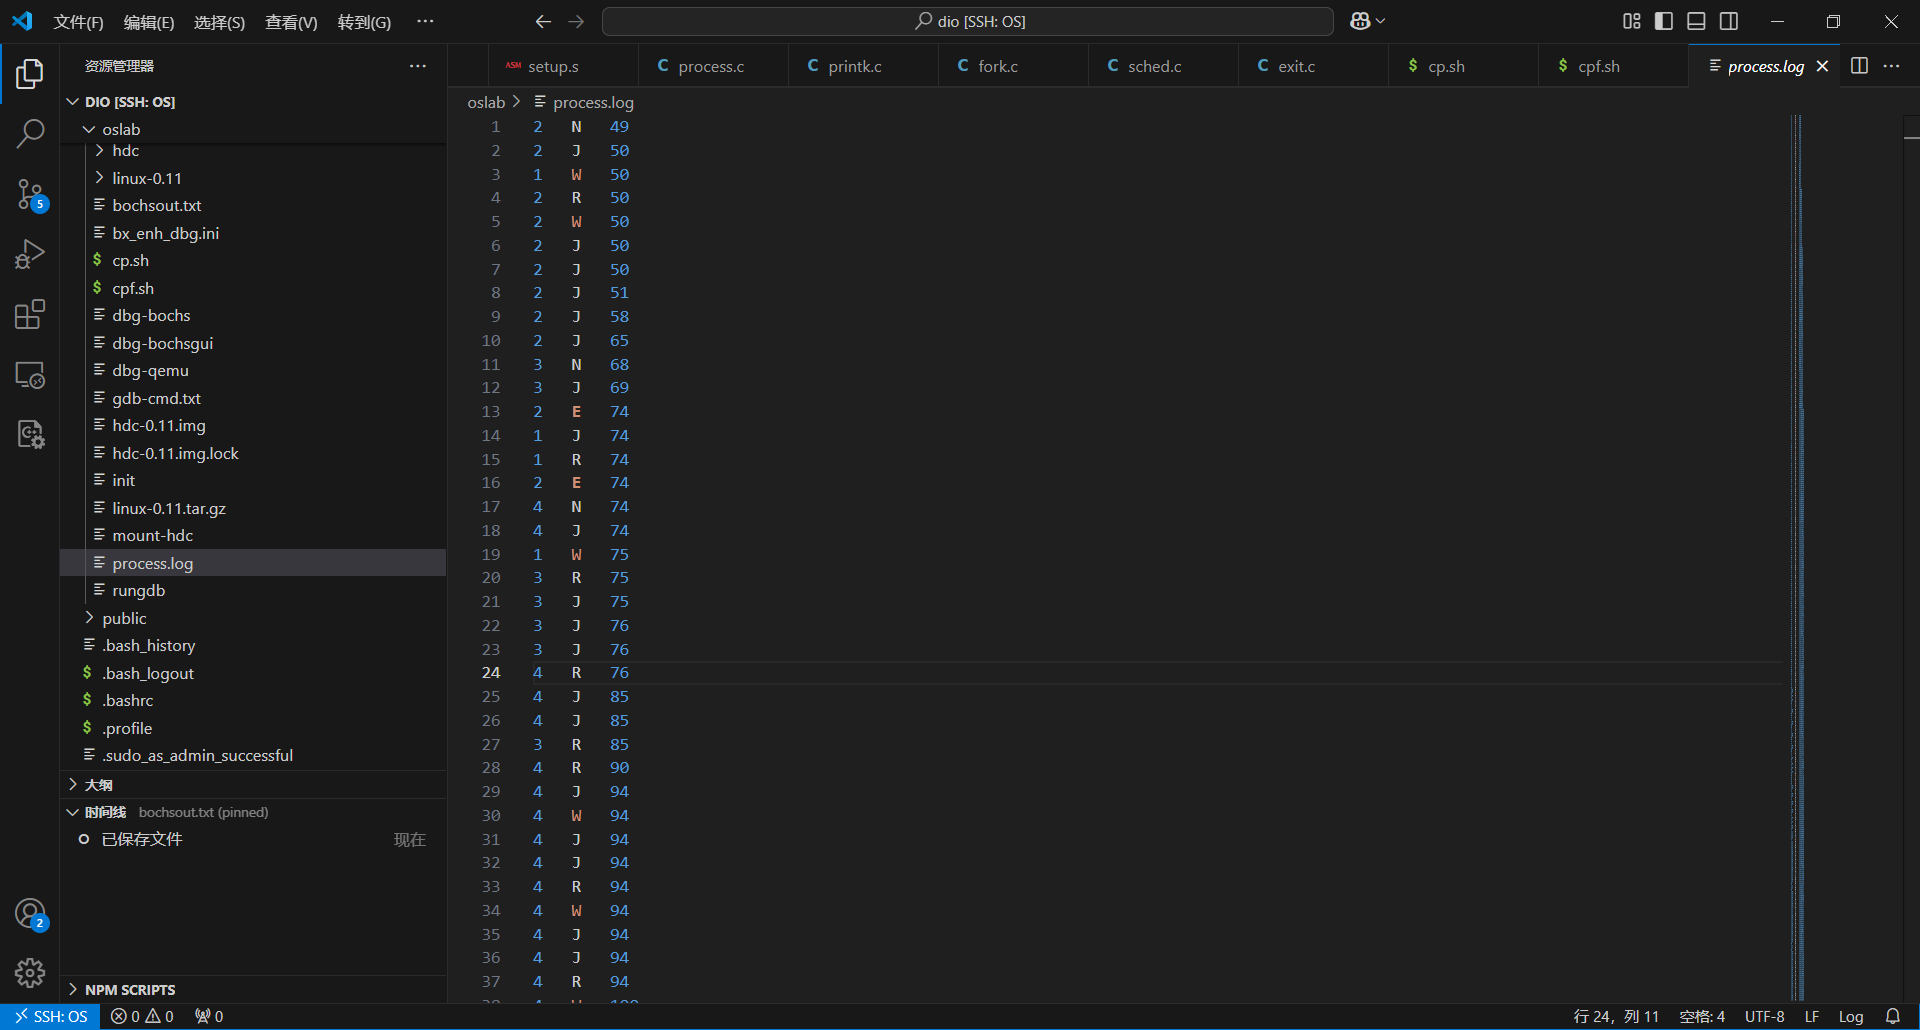 文件(F) 编辑(E) 选择(S) 查看(V) 转到(G) ··· dio [SSH: OS]
资源管理器 ···
ASM setup.s C process.c C printk.c C fork.c C sched.c C exit.c $ cp.sh $ cpf.sh process.log
DIO [SSH: OS]
oslab
hdc
linux-0.11
bochsout.txt
bx_enh_dbg.ini
$ cp.sh
$ cpf.sh
dbg-bochs
dbg-bochsgui
dbg-qemu
gdb-cmd.txt
hdc-0.11.img
hdc-0.11.img.lock
init
linux-0.11.tar.gz
mount-hdc
process.log
rungdb
public
.bash_history
$ .bash_logout
$ .bashrc
$ .profile
.sudo_as_admin_successful
大纲
时间线 bochsout.txt (pinned)
已保存文件 现在
NPM SCRIPTS
5
2
oslab > process.log
1 2 N 49
2 2 J 50
3 1 W 50
4 2 R 50
5 2 W 50
6 2 J 50
7 2 J 50
8 2 J 51
9 2 J 58
10 2 J 65
11 3 N 68
12 3 J 69
13 2 E 74
14 1 J 74
15 1 R 74
16 2 E 74
17 4 N 74
18 4 J 74
19 1 W 75
20 3 R 75
21 3 J 75
22 3 J 76
23 3 J 76
24 4 R 76
25 4 J 85
26 4 J 85
27 3 R 85
28 4 R 90
29 4 J 94
30 4 W 94
31 4 J 94
32 4 J 94
33 4 R 94
34 4 W 94
35 4 J 94
36 4 J 94
37 4 R 94
SSH: OS 0 0 0 行 24，列 11 空格: 4 UTF-8 LF Log